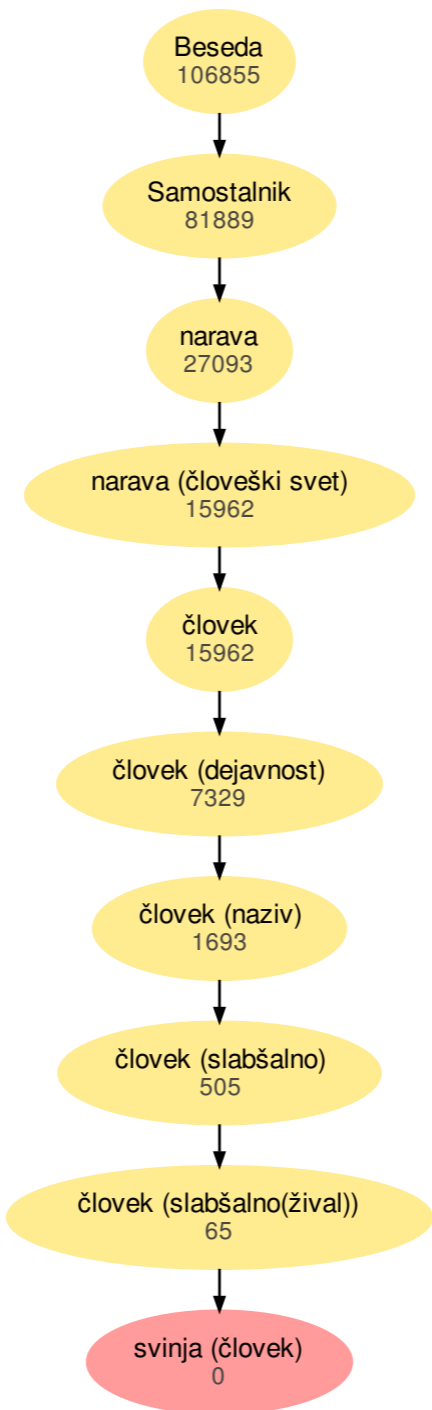 Beseda
106855
Samostalnik
81889
narava
27093
narava (človeški svet)
15962
človek
15962
človek (dejavnost)
7329
človek (naziv)
1693
človek (slabšalno)
505
človek (slabšalno(žival))
65
svinja (človek)
0